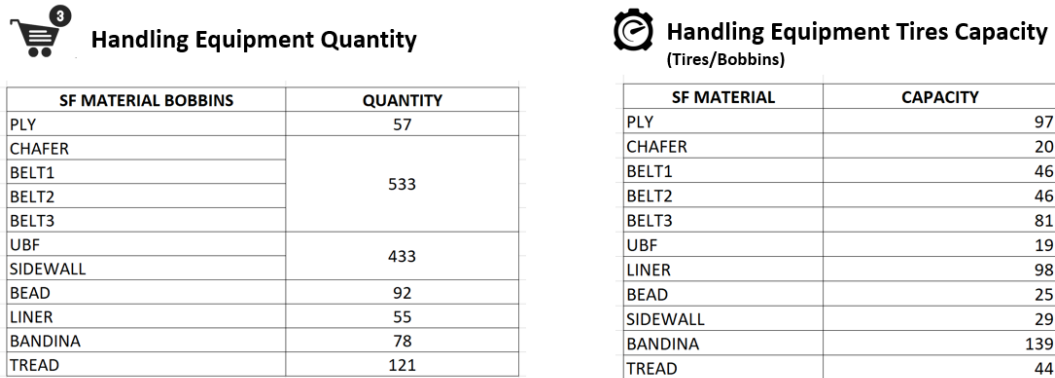 3
Handling Equipment Quantity
SF MATERIAL BOBBINS QUANTITY
PLY 57
CHAFER
BELT1
533
BELT2
BELT3
UBF
433
SIDEWALL
BEAD 92
LINER 55
BANDINA 78
TREAD 121
Handling Equipment Tires Capacity
(Tires/Bobbins)
SF MATERIAL CAPACITY
PLY 97
CHAFER 20
BELT1 46
BELT2 46
BELT3 81
UBF 19
LINER 98
BEAD 25
SIDEWALL 29
BANDINA 139
TREAD 44